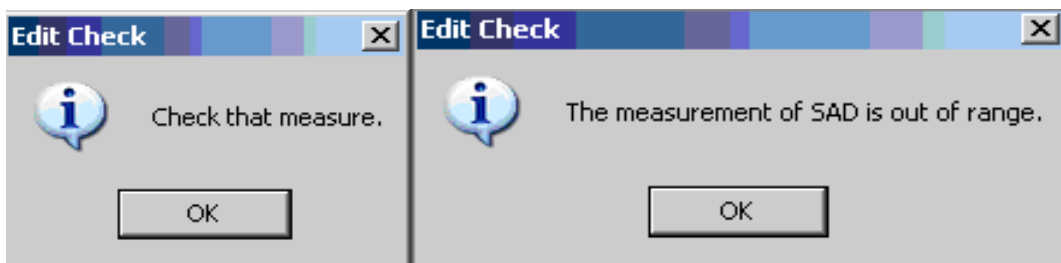 Edit Check
Check that measure.
OK
Edit Check
The measurement of SAD is out of range.
OK